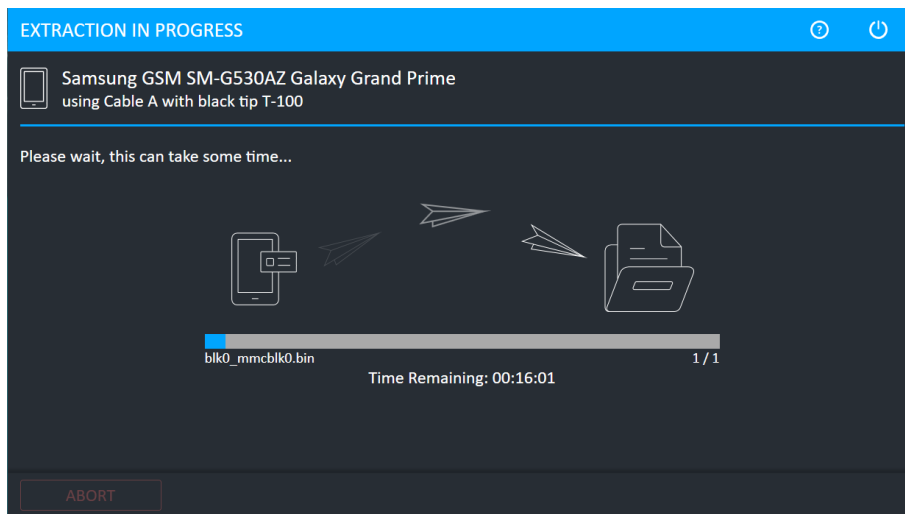 EXTRACTION IN PROGRESS
Samsung GSM SM-G530AZ Galaxy Grand Prime
using Cable A with black tip T-100
Please wait, this can take some time...
blk0_mmcblk0.bin 1 / 1
Time Remaining: 00:16:01
ABORT